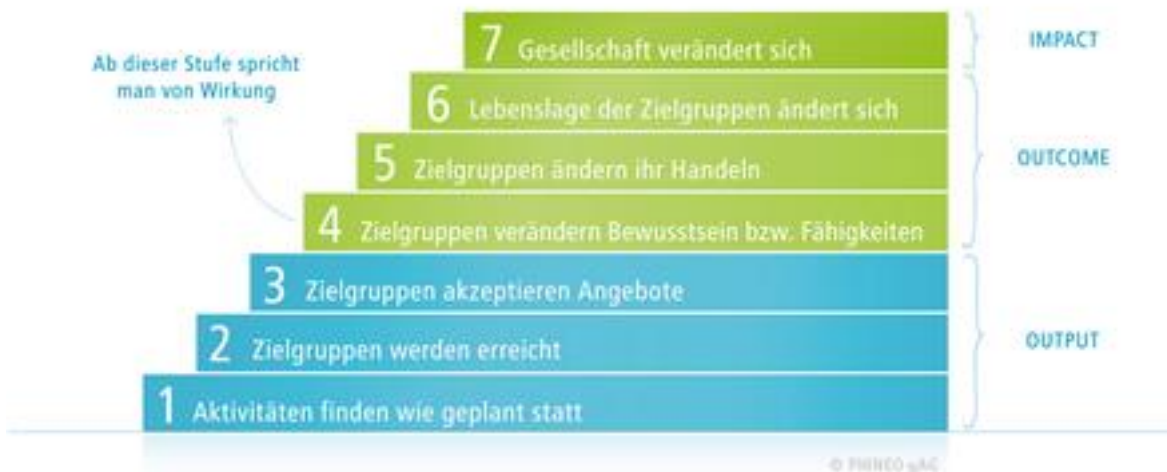 7 Gesellschaft verändert sich
IMPACT
Ab dieser Stufe spricht
man von Wirkung
6 Lebenslage der Zielgruppen ändert sich
5 Zielgruppen ändern ihr Handeln
OUTCOME
4 Zielgruppen verändern Bewusstsein bzw. Fähigkeiten
3 Zielgruppen akzeptieren Angebote
2 Zielgruppen werden erreicht
OUTPUT
1 Aktivitäten finden wie geplant statt
© PHINEO gAG